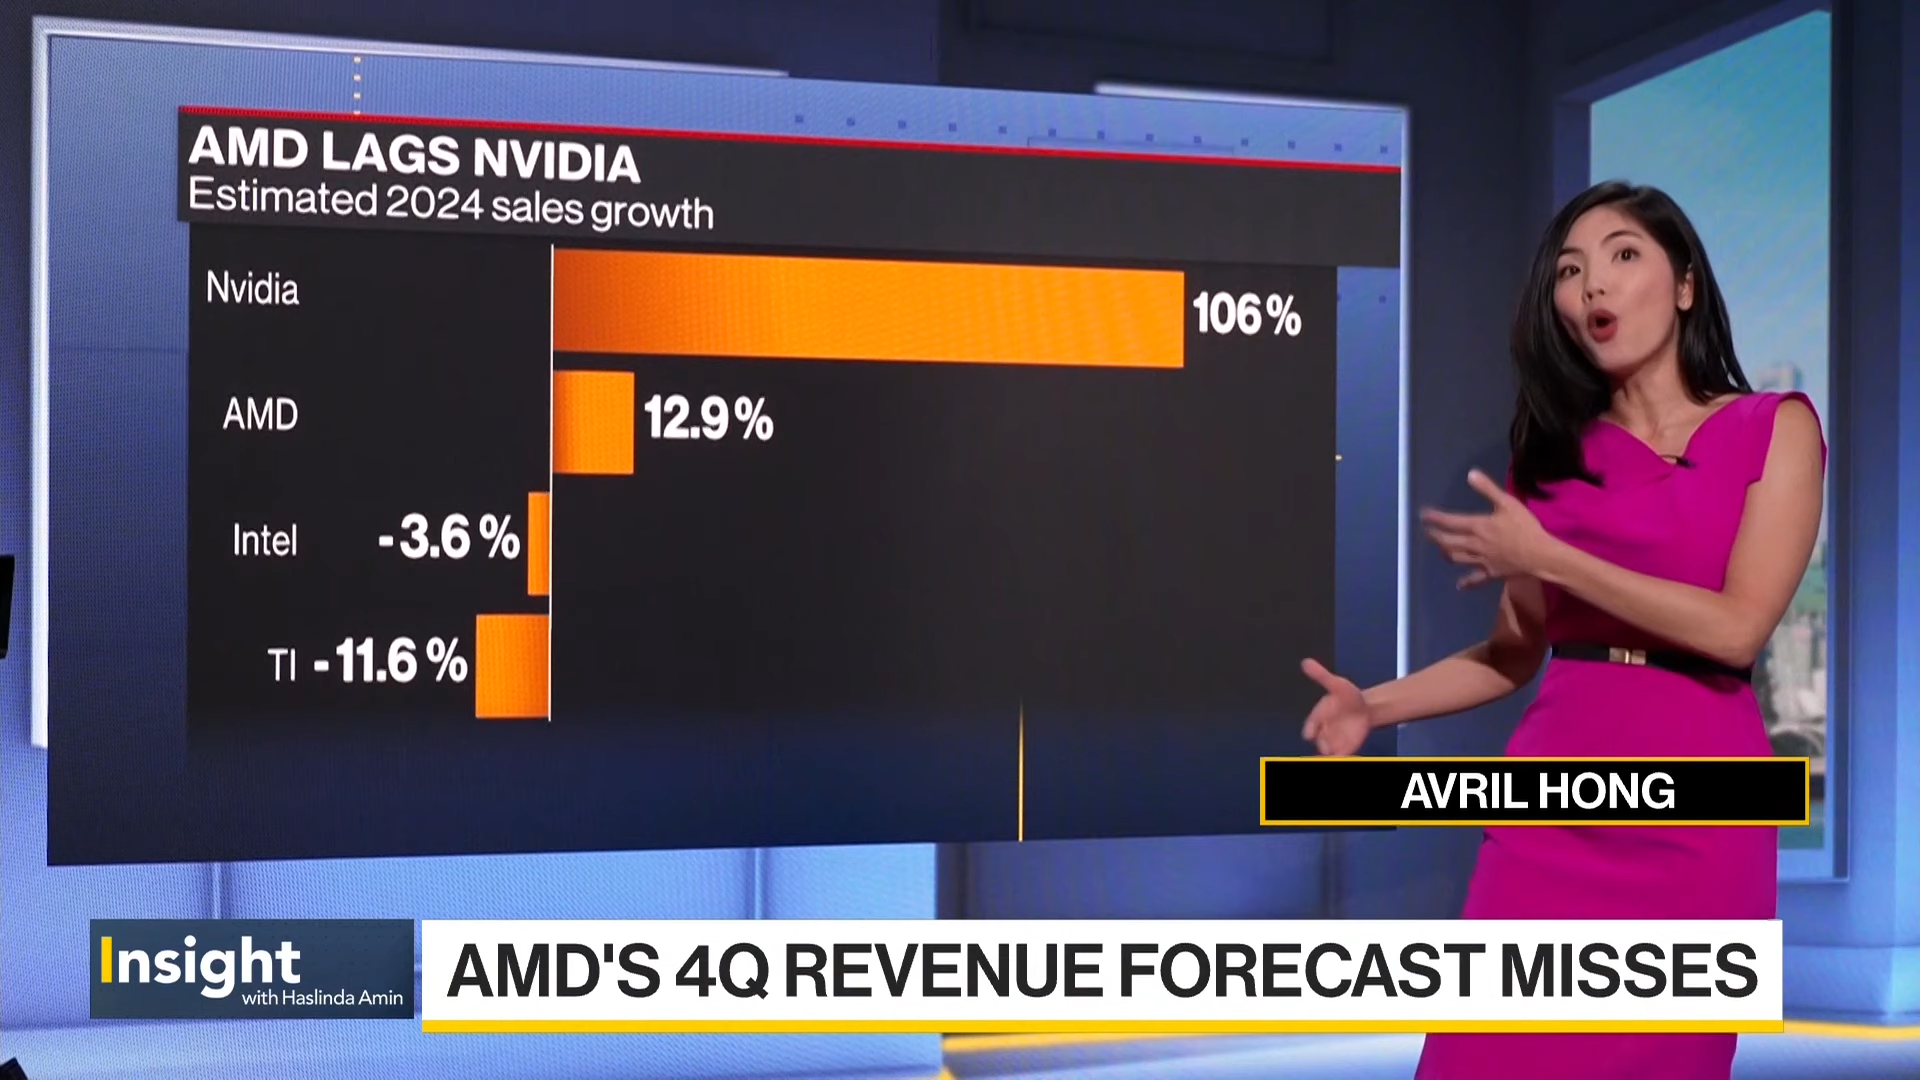 AMD LAGS NVIDIA
Estimated 2024 sales growth
Nvidia 106%
AMD 12.9%
Intel -3.6%
TI -11.6%
AVRIL HONG
Insight
with Haslinda Amin
AMD'S 4Q REVENUE FORECAST MISSES